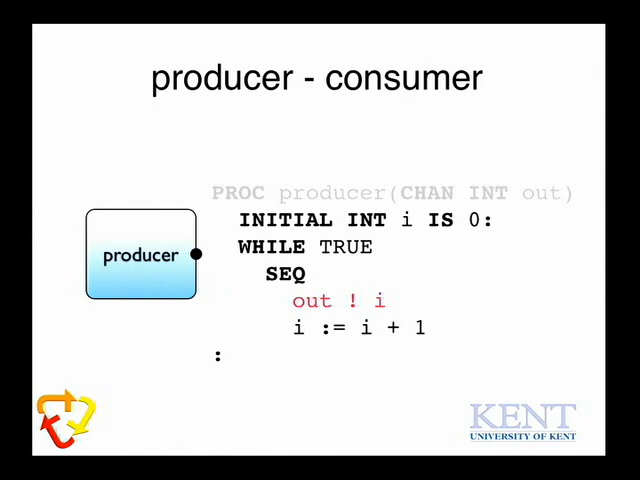 producer - consumer
PROC producer(CHAN INT out)
INITIAL INT i IS 0:
WHILE TRUE
SEQ
out ! i
i := i + 1
:
producer
KENT
UNIVERSITY OF KENT